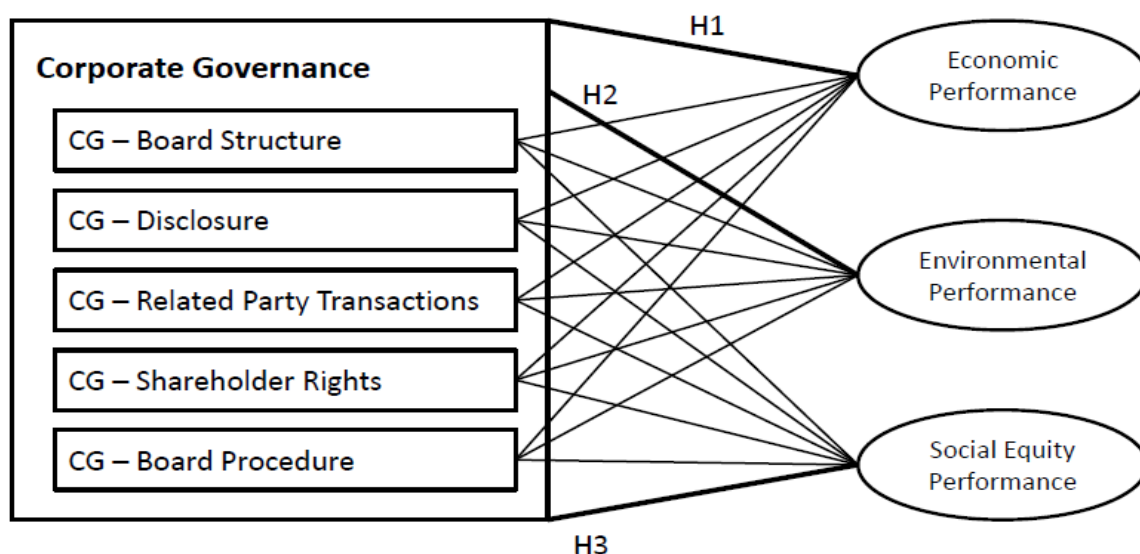 H1
Corporate Governance
H2
CG – Board Structure
CG – Disclosure
CG – Related Party Transactions
CG – Shareholder Rights
CG – Board Procedure
H3
Economic
Performance
Environmental
Performance
Social Equity
Performance